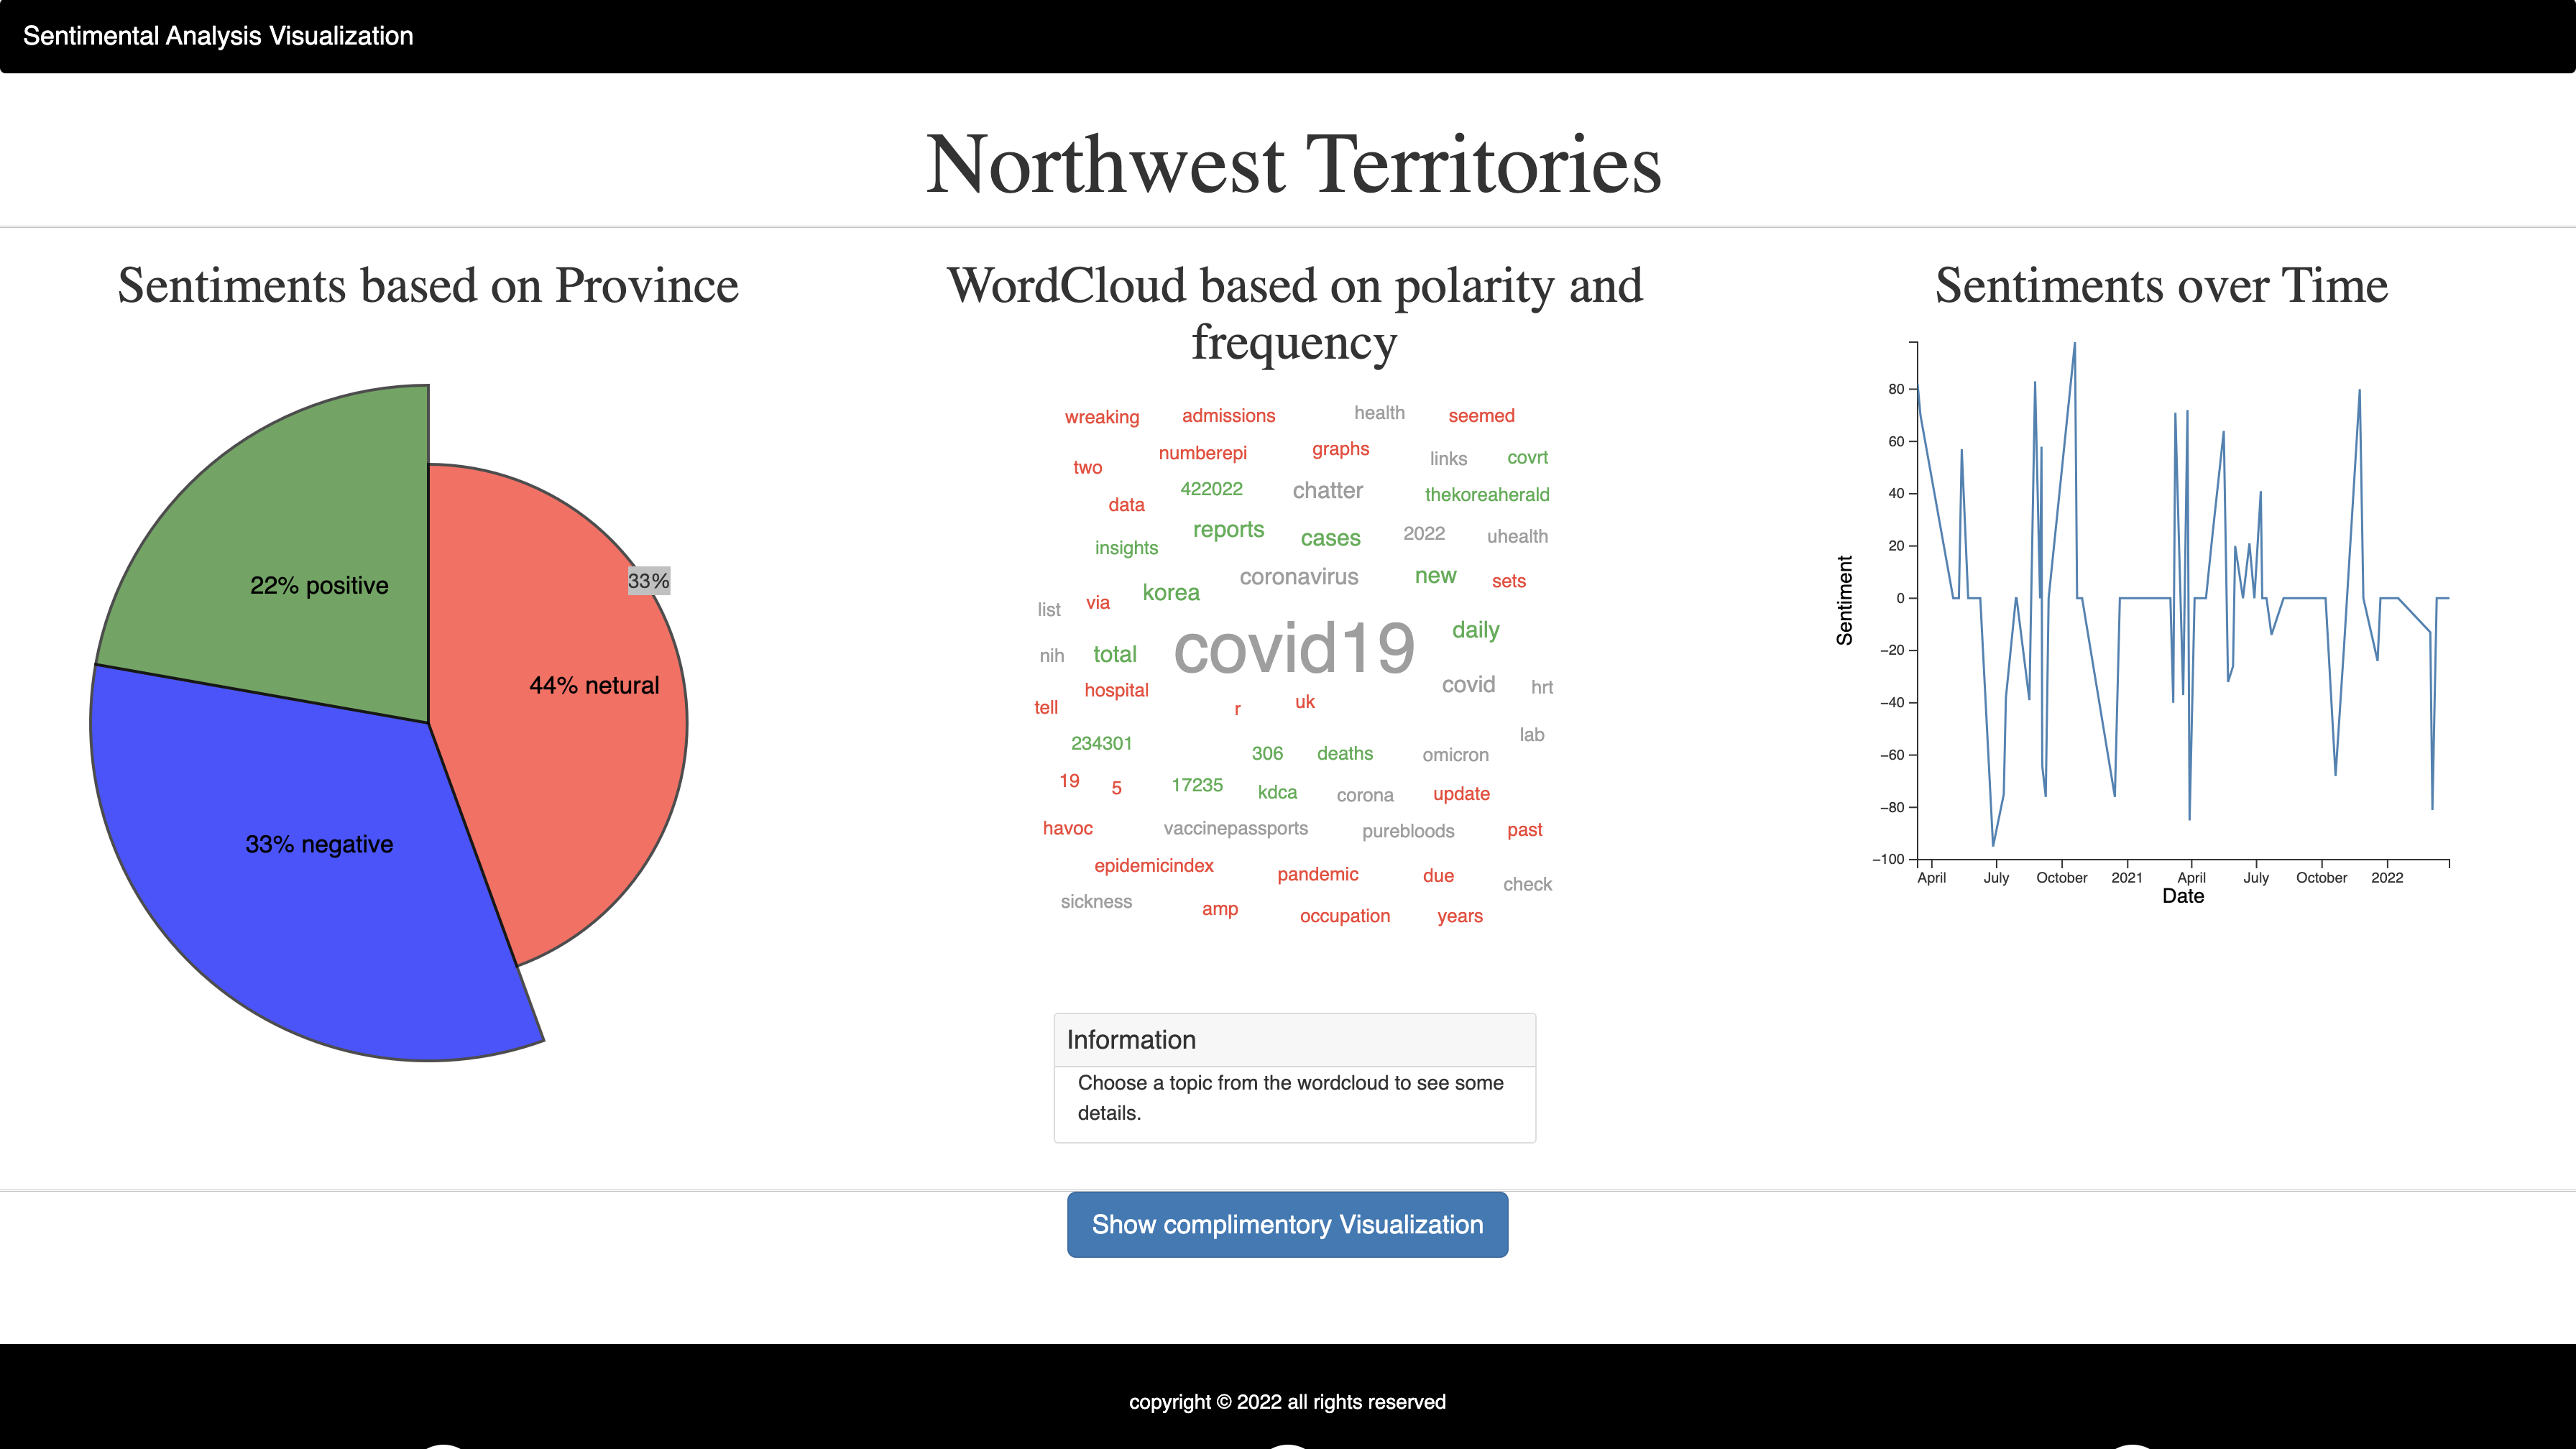 Sentimental Analysis Visualization
Northwest Territories
Sentiments based on Province
22% positive
33%
44% netural
33% negative
WordCloud based on polarity and
frequency
wreaking admissions health seemed
numberepi graphs links covrt
two
422022 chatter thekoreaherald
data
reports cases 2022 uhealth
insights
coronavirus new sets
korea
list via
covid19 daily
nih total
hospital covid hrt
tell r uk
lab
234301 306 deaths omicron
19 5 17235 kdca corona update
havoc vaccinepassports purebloods past
epidemicindex pandemic due check
sickness amp occupation years
Information
Choose a topic from the wordcloud to see some
details.
Sentiments over Time
80
60
40
20
0
−20
−40
−60
−80
−100
Sentiment
April July October 2021 April July October 2022
Date
Show complimentory Visualization
copyright © 2022 all rights reserved